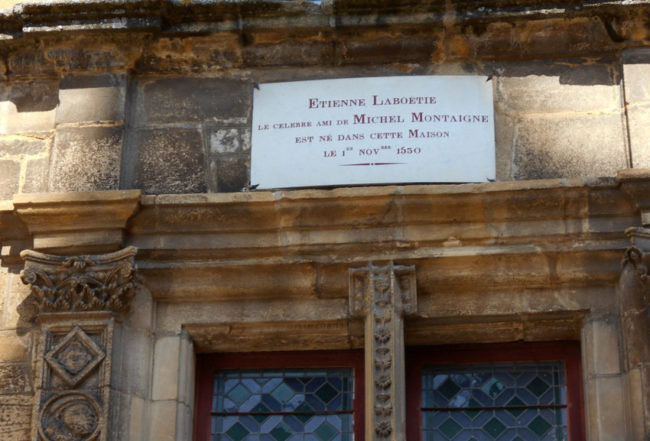 ETIENNE LABOETIE
LE CELEBRE AMI DE MICHEL MONTAIGNE
EST NÉ DANS CETTE MAISON
LE 1ER NOVBRE 1530